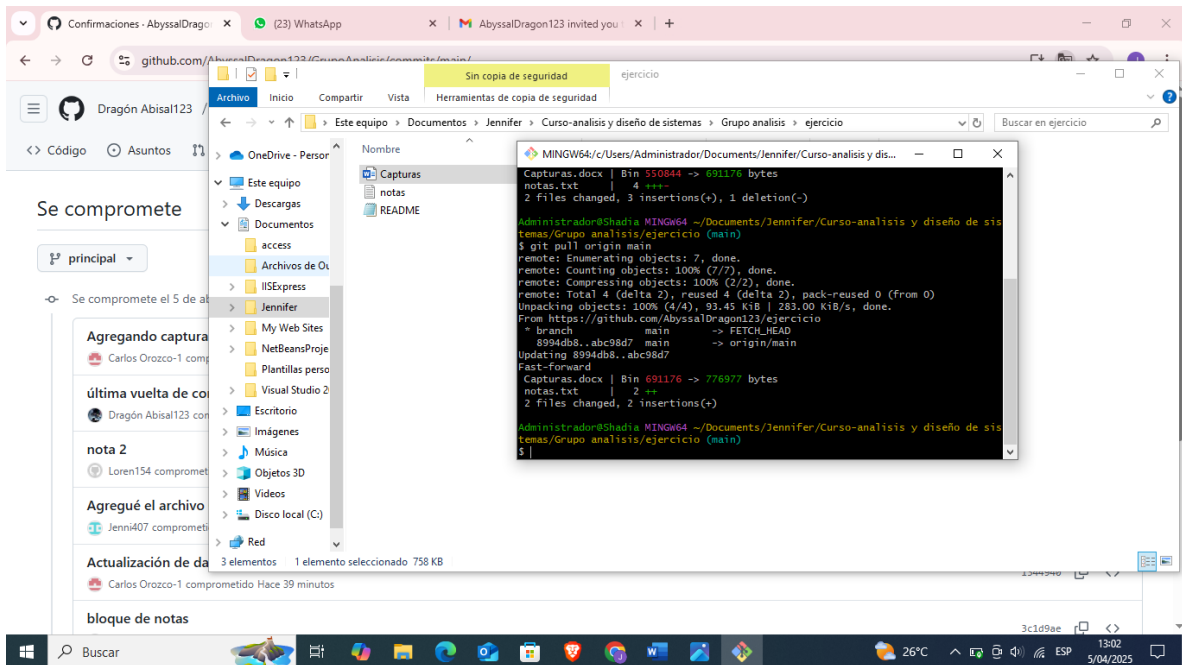 Confirmaciones - AbyssalDrago
(23) WhatsApp
AbyssalDragon123 invited you
github.com/AbyssalDragon123/GrupoAnalisis/commits/main/
Sin copia de seguridad
ejercicio
Archivo
Inicio
Compartir
Vista
Herramientas de copia de seguridad
Dragón Abisal123 /
Este equipo > Documentos > Jennifer > Curso-analisis y diseño de sistemas > Grupo analisis > ejercicio
Buscar en ejercicio
<> Código
Asuntos
OneDrive - Person
Este equipo
Descargas
Documentos
access
Archivos de Ou
IISExpress
Jennifer
My Web Sites
NetBeansProje
Plantillas perso
Visual Studio 2
Escritorio
Imágenes
Música
Objetos 3D
Videos
Disco local (C:)
Red
Nombre
Capturas
notas
README
MINGW64:/c/Users/Administrador/Documents/Jennifer/Curso-analisis y dis...
Capturas.docx | Bin 550844 -> 691176 bytes
notas.txt | 4 +++-
2 files changed, 3 insertions(+), 1 deletion(-)
Administrador@Shadia MINGW64 ~/Documents/Jennifer/Curso-analisis y diseño de sis
temas/Grupo analisis/ejercicio (main)
$ git pull origin main
remote: Enumerating objects: 7, done.
remote: Counting objects: 100% (7/7), done.
remote: Compressing objects: 100% (2/2), done.
remote: Total 4 (delta 2), reused 4 (delta 2), pack-reused 0 (from 0)
Unpacking objects: 100% (4/4), 93.45 KiB | 283.00 KiB/s, done.
From https://github.com/AbyssalDragon123/ejercicio
* branch main -> FETCH_HEAD
8994db8..abc98d7 main -> origin/main
Updating 8994db8..abc98d7
Fast-forward
Capturas.docx | Bin 691176 -> 776977 bytes
notas.txt | 2 ++
2 files changed, 2 insertions(+)
Administrador@Shadia MINGW64 ~/Documents/Jennifer/Curso-analisis y diseño de sis
temas/Grupo analisis/ejercicio (main)
$
3 elementos
1 elemento seleccionado 758 KB
Se compromete
principal
Se compromete el 5 de ab
Agregando captura
Carlos Orozco-1 comp
última vuelta de co
Dragón Abisal123 con
nota 2
Loren154 compromet
Agregué el archivo
Jenni407 comprometi
Actualización de da
Carlos Orozco-1 comprometido Hace 39 minutos
1344940
bloque de notas
3c1d9ae
Buscar
26°C
ESP
13:02
5/04/2025